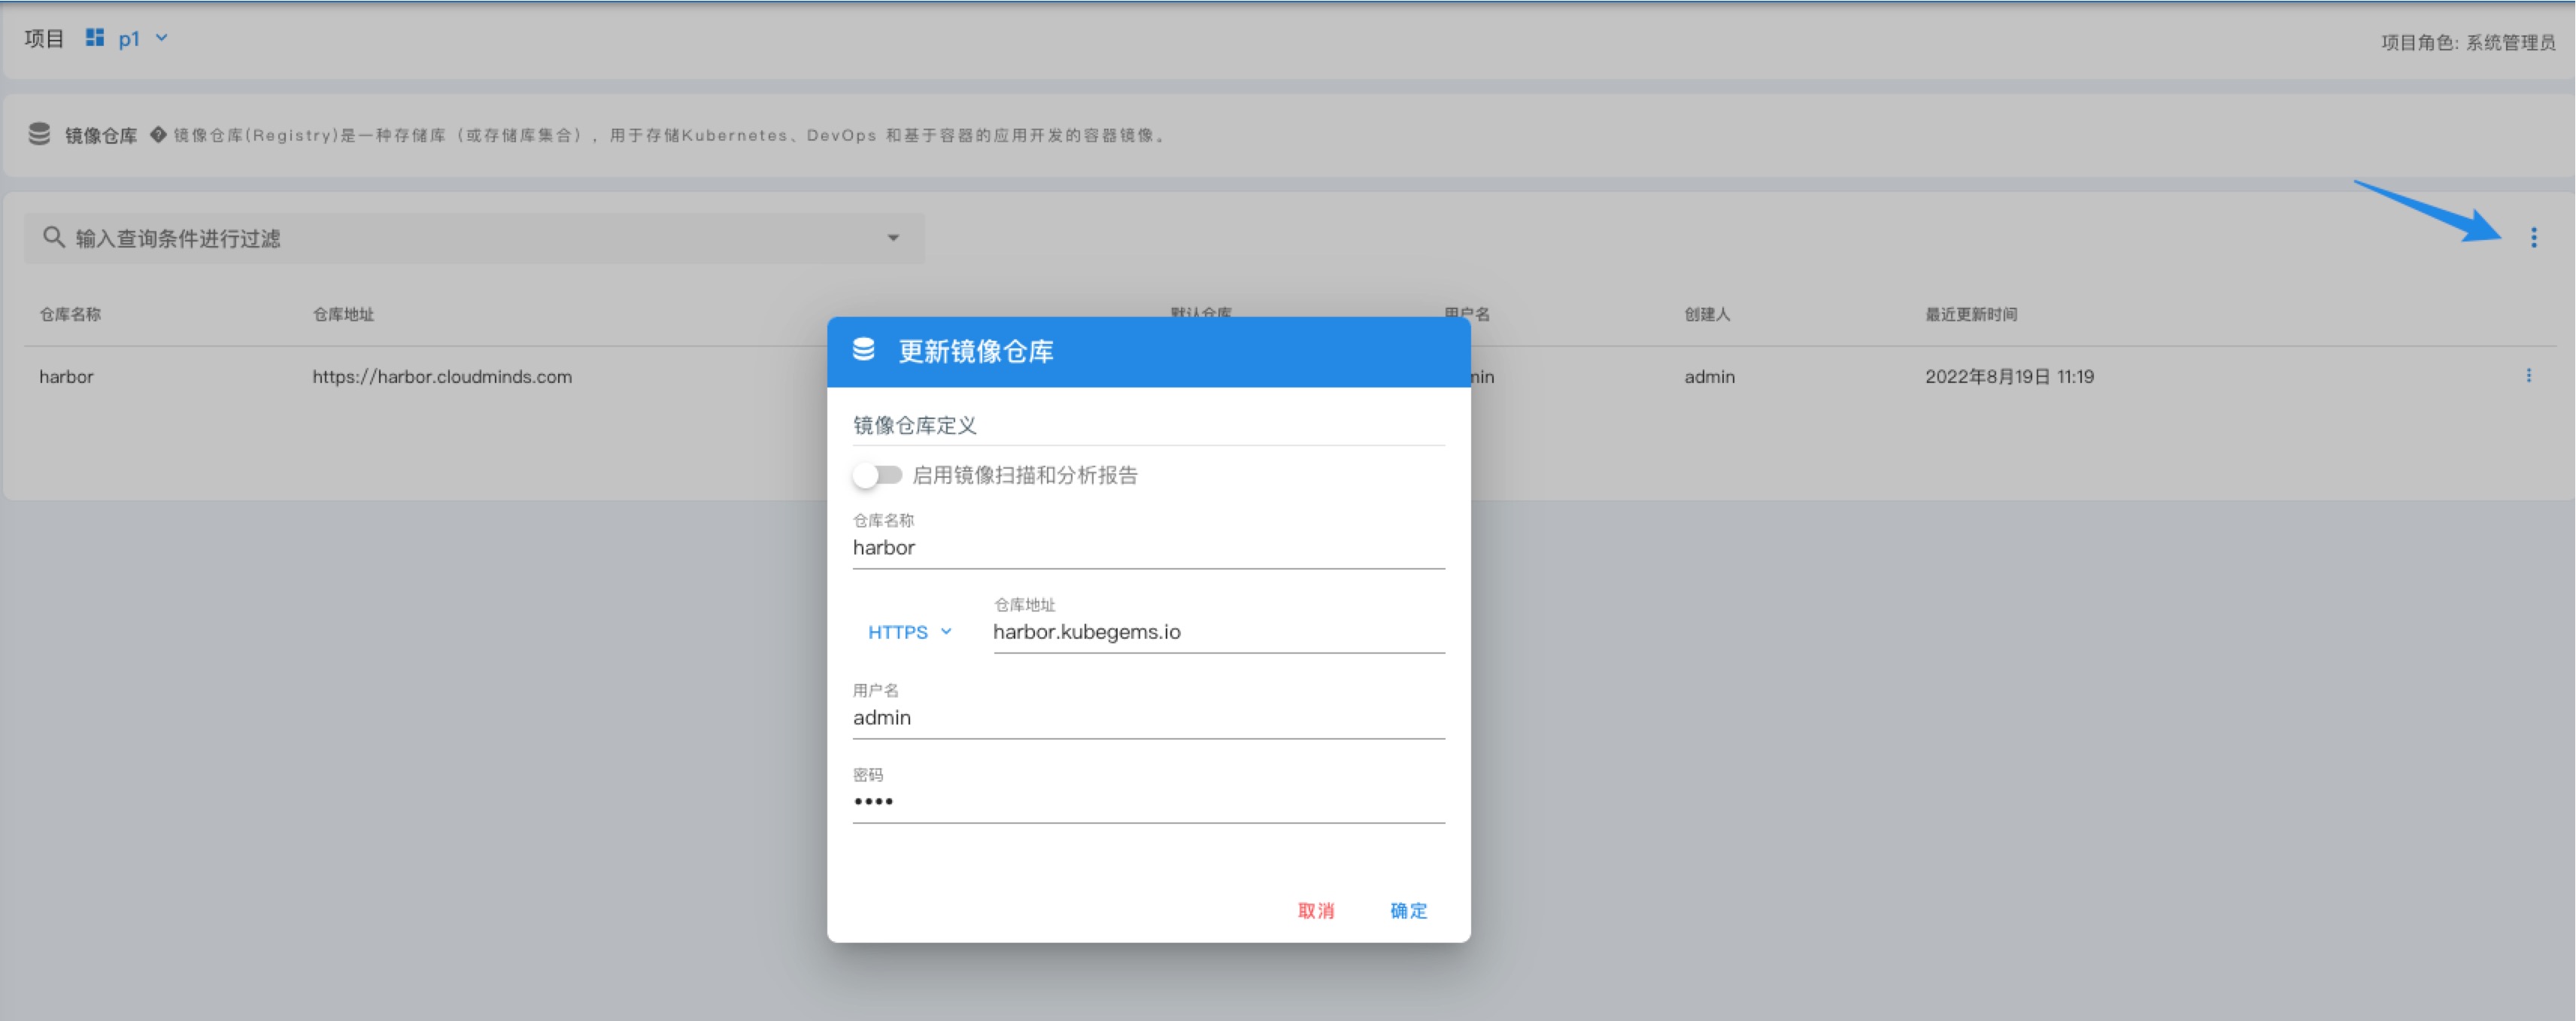 项目 p1
项目角色: 系统管理员
镜像仓库 镜像仓库(Registry)是一种存储库（或存储库集合），用于存储Kubernetes、DevOps 和基于容器的应用开发的容器镜像。
输入查询条件进行过滤
仓库名称 仓库地址 默认仓库 用户名 创建人 最近更新时间
harbor https://harbor.cloudminds.com min admin 2022年8月19日 11:19
更新镜像仓库
镜像仓库定义
启用镜像扫描和分析报告
仓库名称
harbor
仓库地址
HTTPS harbor.kubegems.io
用户名
admin
密码
••••
取消 确定